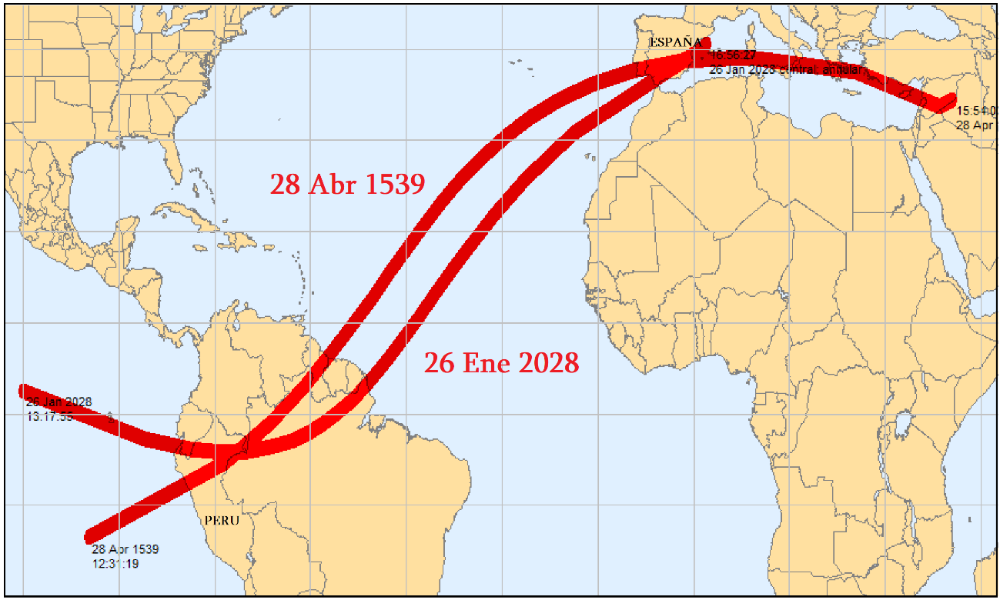 ESPAÑA
16:56:27
26 Jan 2028 central: annular
15:54:0
28 Apr
28 Abr 1539
26 Ene 2028
26 Jan 2028
13:17:53
PERU
28 Apr 1539
12:31:19